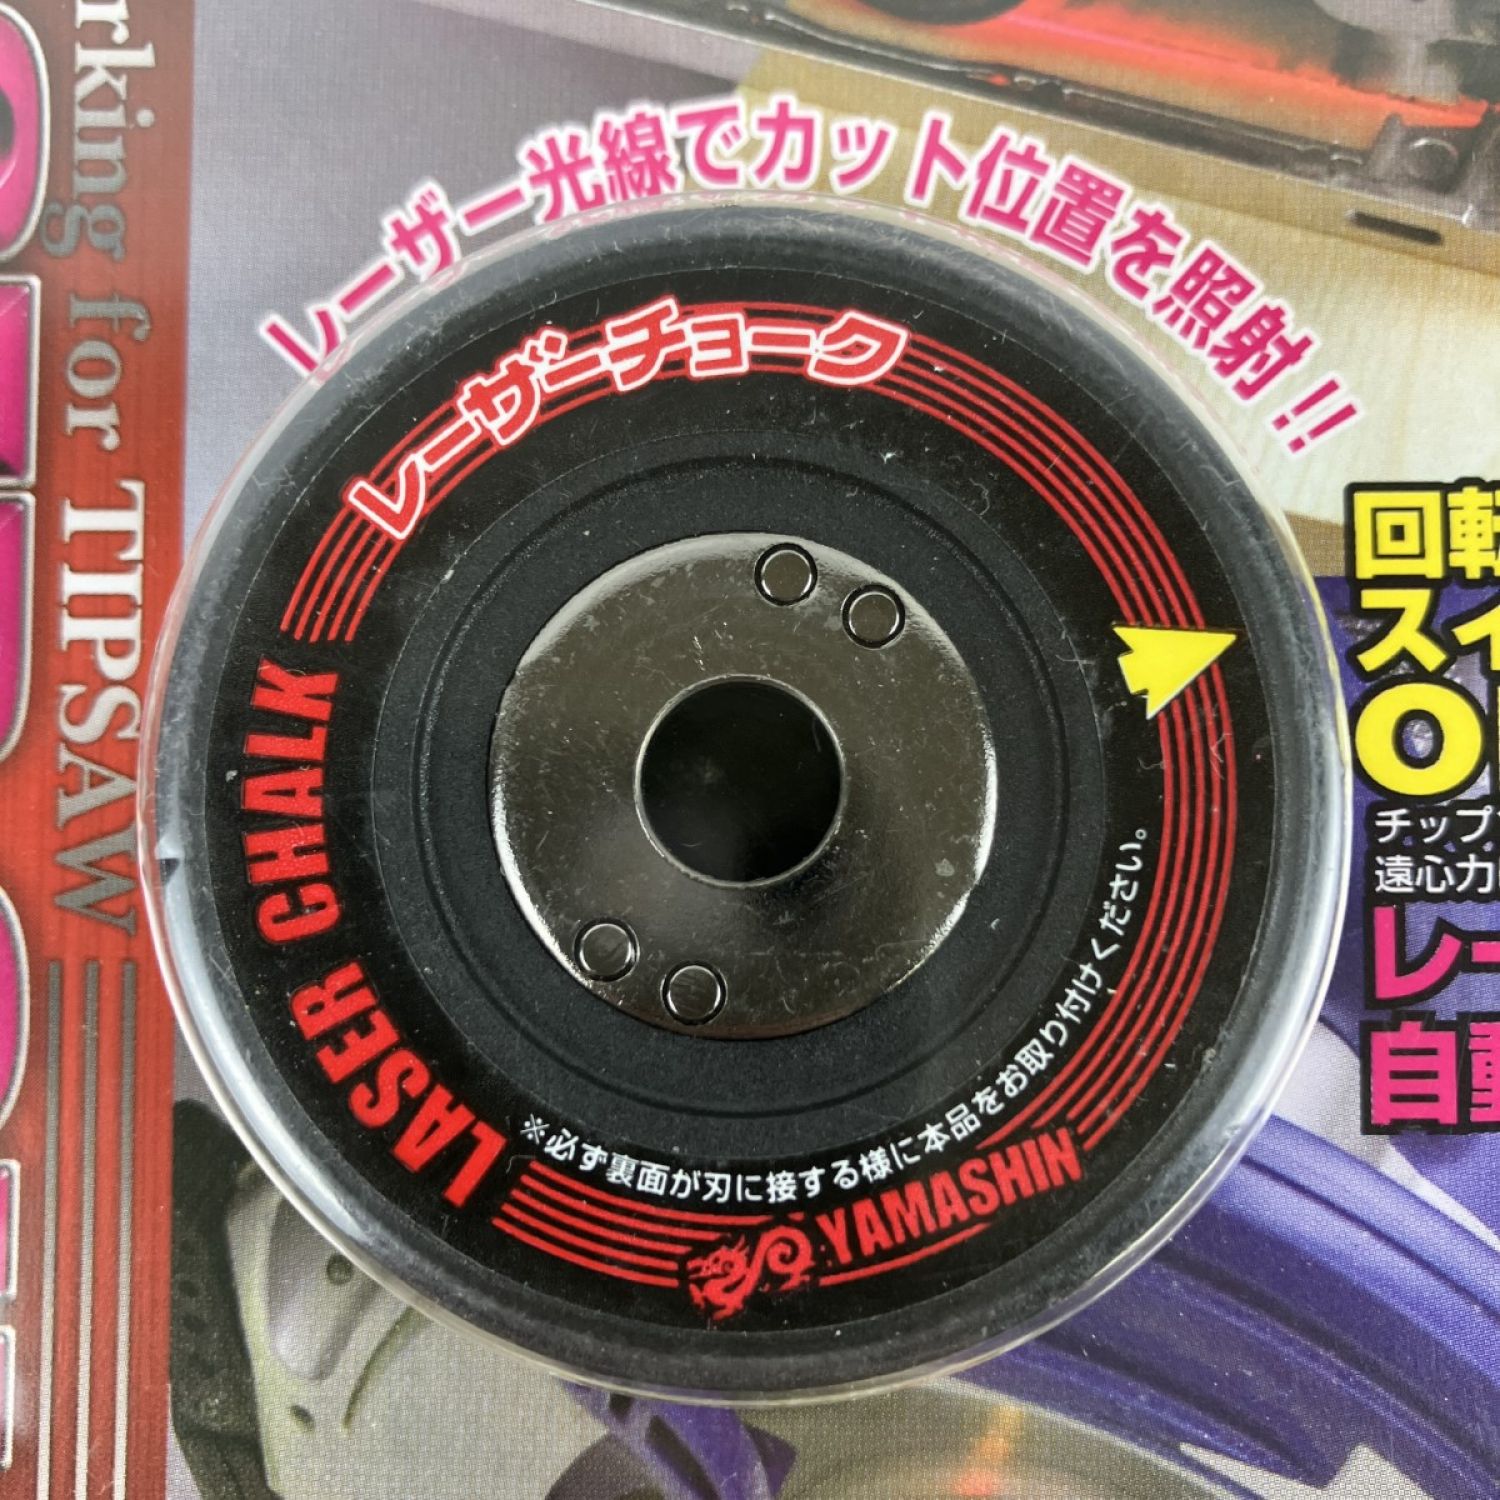 rking for TIPSAW
レーザー光線でカット位置を照射!!
レーザーチョーク
LASER CHALK
※必ず裏面が刃に接する様に本品をお取り付けください。
YAMASHIN
回転
スイ
O
チップ
遠心力
レー
自動